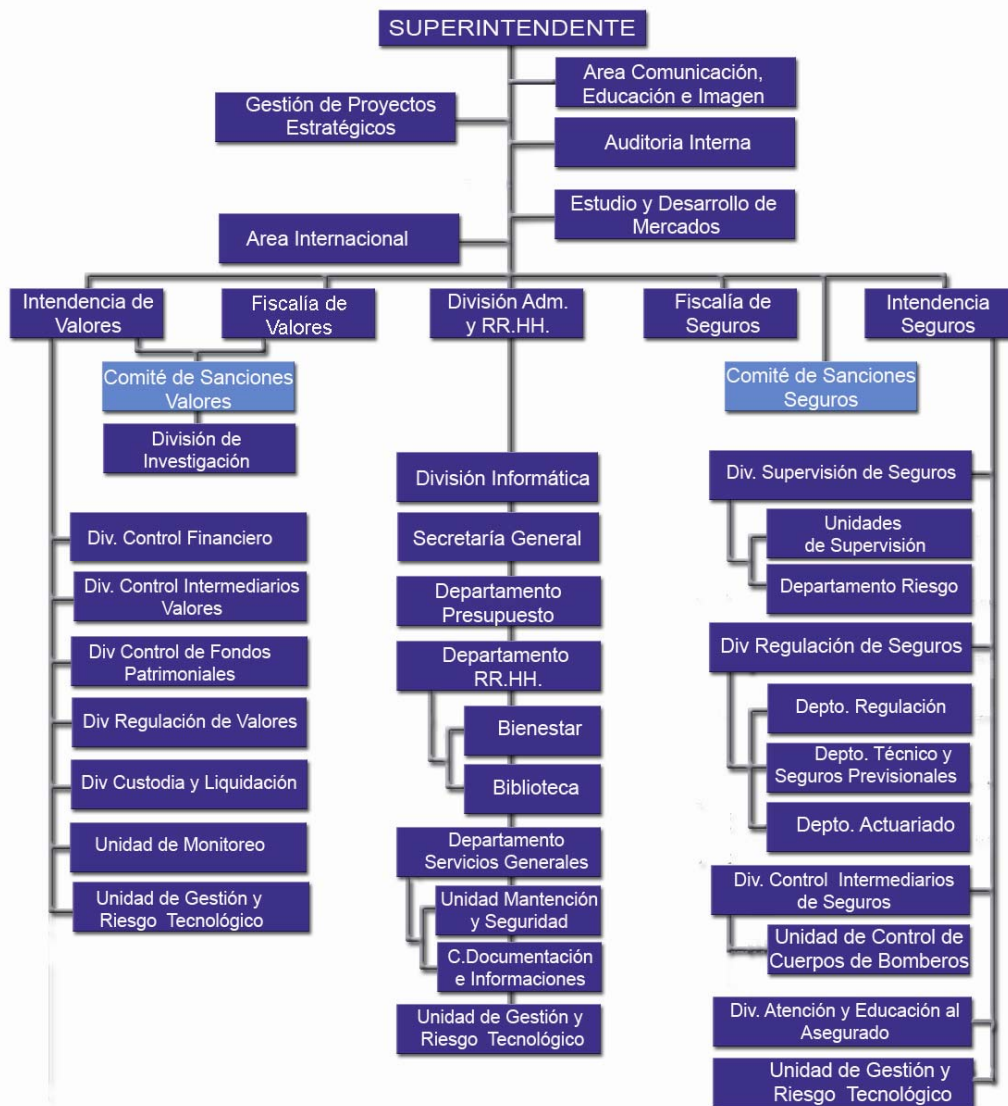 SUPERINTENDENTE
Area Comunicación,
Educación e Imagen
Gestión de Proyectos
Estratégicos
Auditoria Interna
Estudio y Desarrollo de
Mercados
Area Internacional
Intendencia de
Valores
Fiscalía de
Valores
División Adm.
y RR.HH.
Fiscalía de
Seguros
Intendencia
Seguros
Comité de Sanciones
Valores
Comité de Sanciones
Seguros
División de
Investigación
Div. Control Financiero
Div. Control Intermediarios
Valores
Div Control de Fondos
Patrimoniales
Div Regulación de Valores
Div Custodia y Liquidación
Unidad de Monitoreo
Unidad de Gestión y
Riesgo Tecnológico
División Informática
Secretaría General
Departamento
Presupuesto
Departamento
RR.HH.
Bienestar
Biblioteca
Departamento
Servicios Generales
Unidad Mantención
y Seguridad
C.Documentación
e Informaciones
Unidad de Gestión y
Riesgo Tecnológico
Div. Supervisión de Seguros
Unidades
de Supervisión
Departamento Riesgo
Div Regulación de Seguros
Depto. Regulación
Depto. Técnico y
Seguros Previsionales
Depto. Actuariado
Div. Control Intermediarios
de Seguros
Unidad de Control de
Cuerpos de Bomberos
Div. Atención y Educación al
Asegurado
Unidad de Gestión y
Riesgo Tecnológico